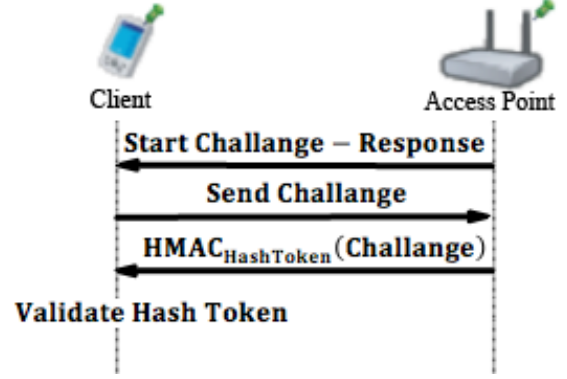 Client
Access Point
Start Challange – Response
Send Challange
HMAC_HashToken(Challange)
Validate Hash Token